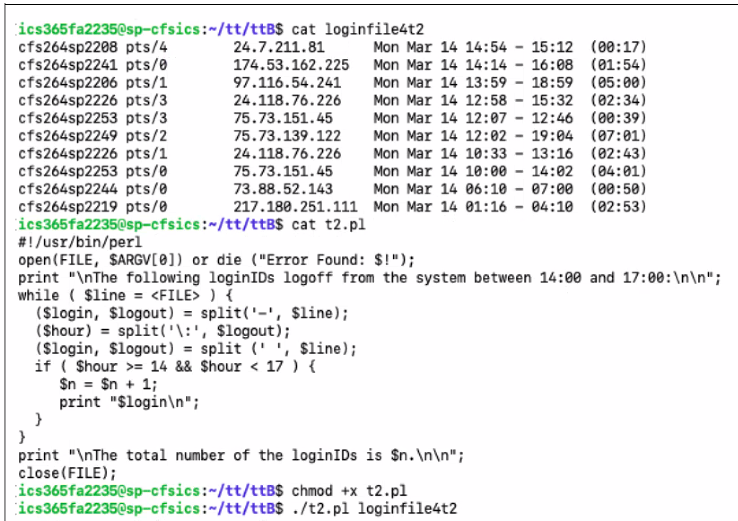 ics365fa2235@sp-cfsics:~/tt/ttB$ cat loginfile4t2
cfs264sp2208 pts/4        24.7.211.81      Mon Mar 14 14:54 - 15:12  (00:17)
cfs264sp2241 pts/0        174.53.162.225   Mon Mar 14 14:14 - 16:08  (01:54)
cfs264sp2206 pts/1        97.116.54.241    Mon Mar 14 13:59 - 18:59  (05:00)
cfs264sp2226 pts/3        24.118.76.226    Mon Mar 14 12:58 - 15:32  (02:34)
cfs264sp2253 pts/3        75.73.151.45     Mon Mar 14 12:07 - 12:46  (00:39)
cfs264sp2249 pts/2        75.73.139.122    Mon Mar 14 12:02 - 19:04  (07:01)
cfs264sp2226 pts/1        24.118.76.226    Mon Mar 14 10:33 - 13:16  (02:43)
cfs264sp2253 pts/0        75.73.151.45     Mon Mar 14 10:00 - 14:02  (04:01)
cfs264sp2244 pts/0        73.88.52.143     Mon Mar 14 06:10 - 07:00  (00:50)
cfs264sp2219 pts/0        217.180.251.111  Mon Mar 14 01:16 - 04:10  (02:53)
ics365fa2235@sp-cfsics:~/tt/ttB$ cat t2.pl
#!/usr/bin/perl
open(FILE, $ARGV[0]) or die ("Error Found: $!");
print "\nThe following loginIDs logoff from the system between 14:00 and 17:00:\n\n";
while ( $line = <FILE> ) {
  ($login, $logout) = split('-', $line);
  ($hour) = split('\:', $logout);
  ($login, $logout) = split (' ', $line);
  if ( $hour >= 14 && $hour < 17 ) {
     $n = $n + 1;
     print "$login\n";
  }
}
print "\nThe total number of the loginIDs is $n.\n\n";
close(FILE);
ics365fa2235@sp-cfsics:~/tt/ttB$ chmod +x t2.pl
ics365fa2235@sp-cfsics:~/tt/ttB$ ./t2.pl loginfile4t2